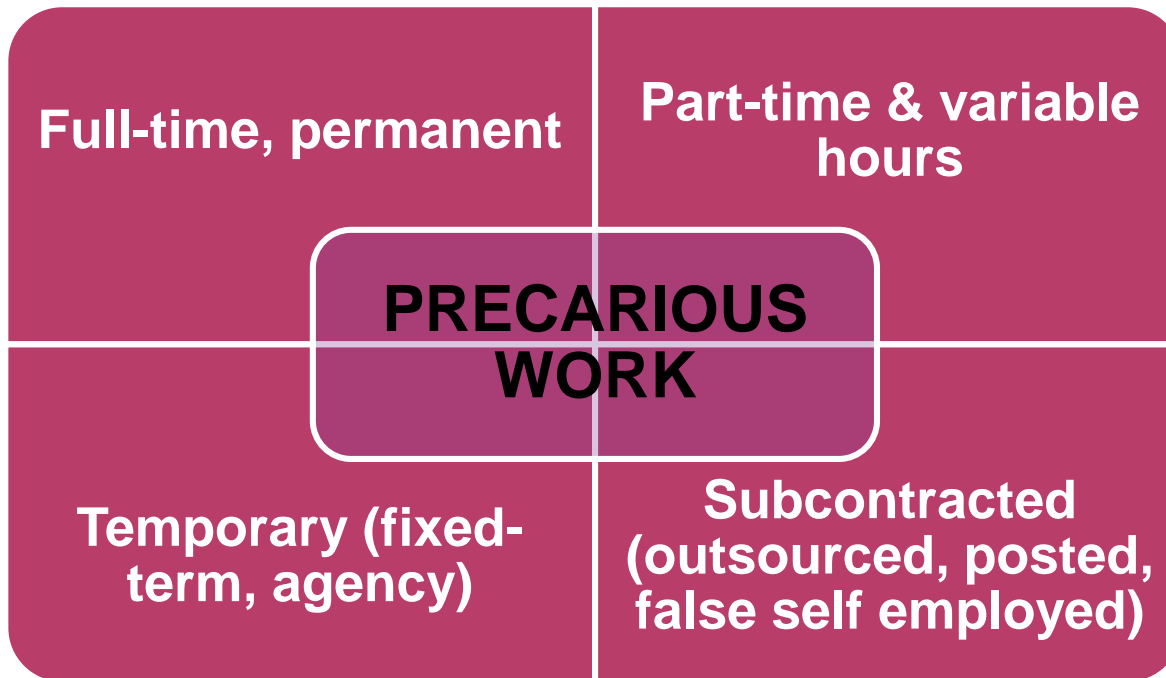 Full-time, permanent
Part-time & variable
hours
PRECARIOUS
WORK
Temporary (fixed-
term, agency)
Subcontracted
(outsourced, posted,
false self employed)